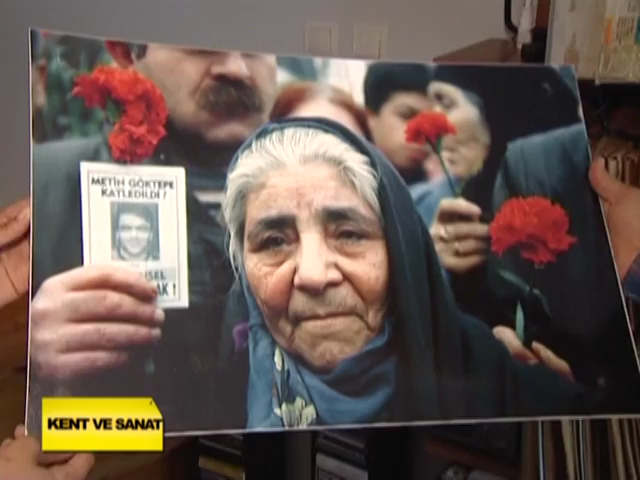 METİN GÖKTEPE
KATLEDİLDİ !
KENT VE SANAT